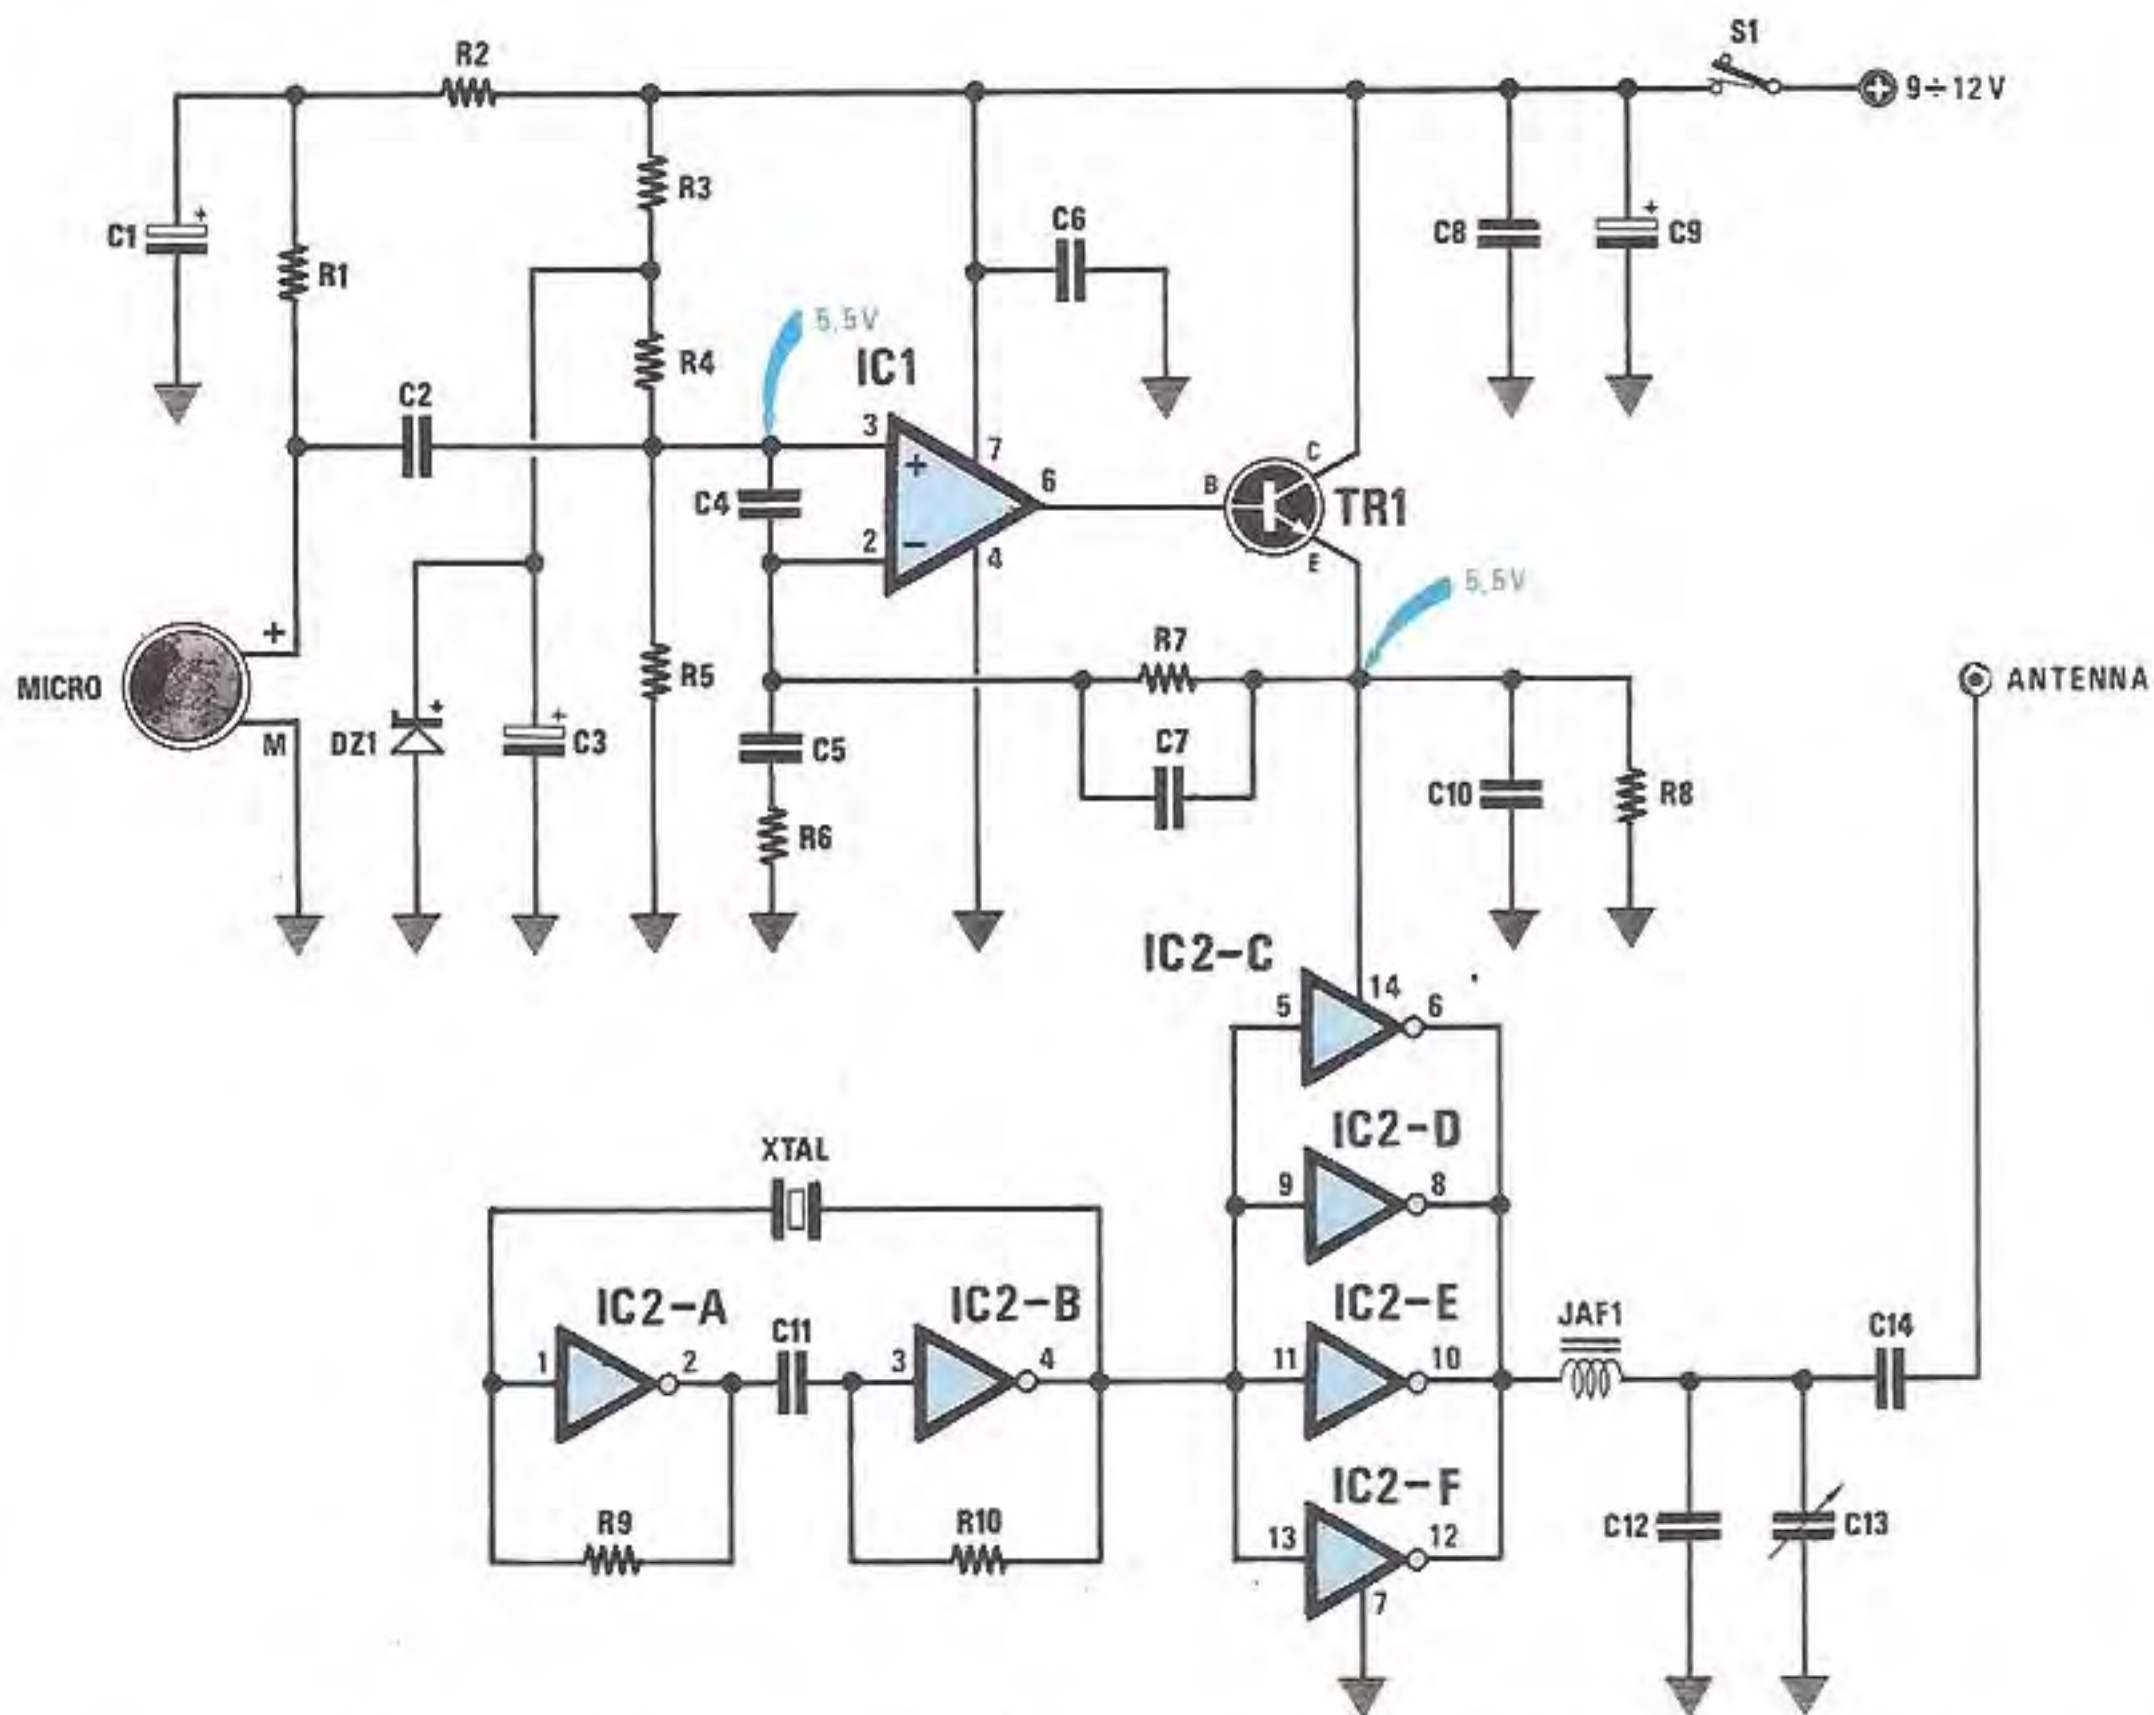 S1
R2
9÷12V
R3
C1
+
R1
C6
C8
+
C9
5,5V
R4
IC1
C2
3
+
7
C
6
B
TR1
C4
2
−
4
E
5,5V
+
R7
MICRO
R5
ANTENNA
M
DZ1
+
+
C3
C5
C7
C10
R8
R6
IC2-C
14
5
6
IC2-D
XTAL
9
8
IC2-A
IC2-B
IC2-E
JAF1
C14
C11
1
2
3
4
11
10
IC2-F
R9
R10
13
12
C12
C13
7